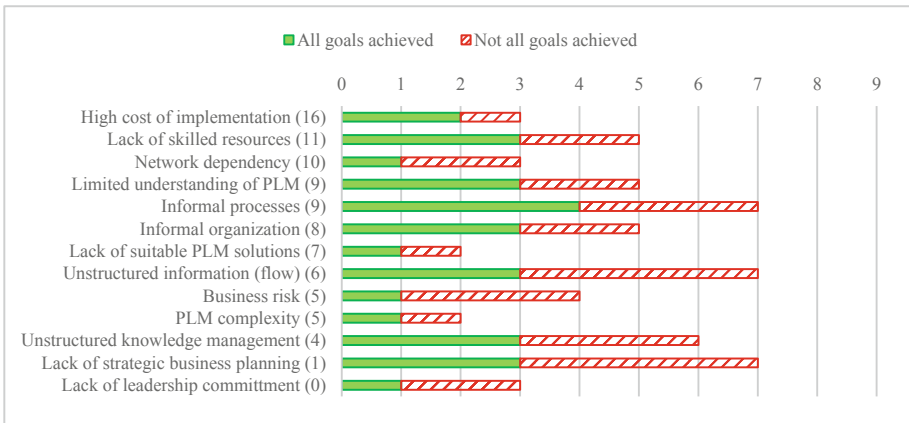 All goals achieved Not all goals achieved
0 1 2 3 4 5 6 7 8 9
High cost of implementation (16)
Lack of skilled resources (11)
Network dependency (10)
Limited understanding of PLM (9)
Informal processes (9)
Informal organization (8)
Lack of suitable PLM solutions (7)
Unstructured information (flow) (6)
Business risk (5)
PLM complexity (5)
Unstructured knowledge management (4)
Lack of strategic business planning (1)
Lack of leadership committment (0)